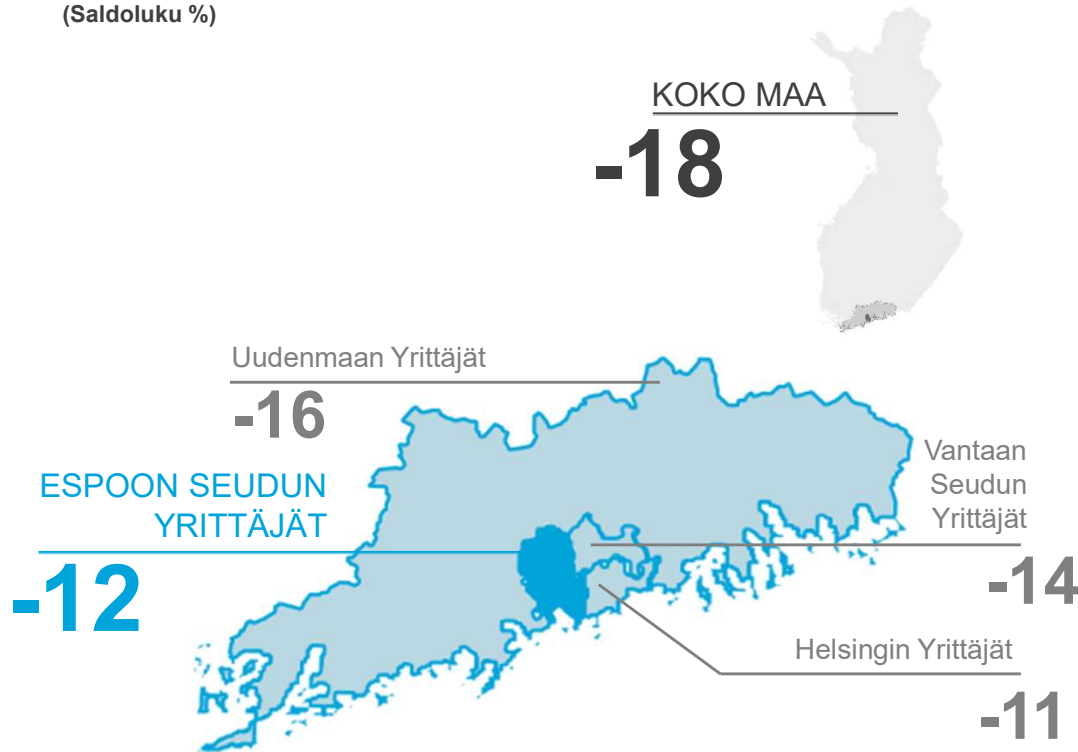 (Saldoluku %)
KOKO MAA
-18
Uudenmaan Yrittäjät
-16
ESPOON SEUDUN
YRITTÄJÄT
-12
Vantaan
Seudun
Yrittäjät
-14
Helsingin Yrittäjät
-11